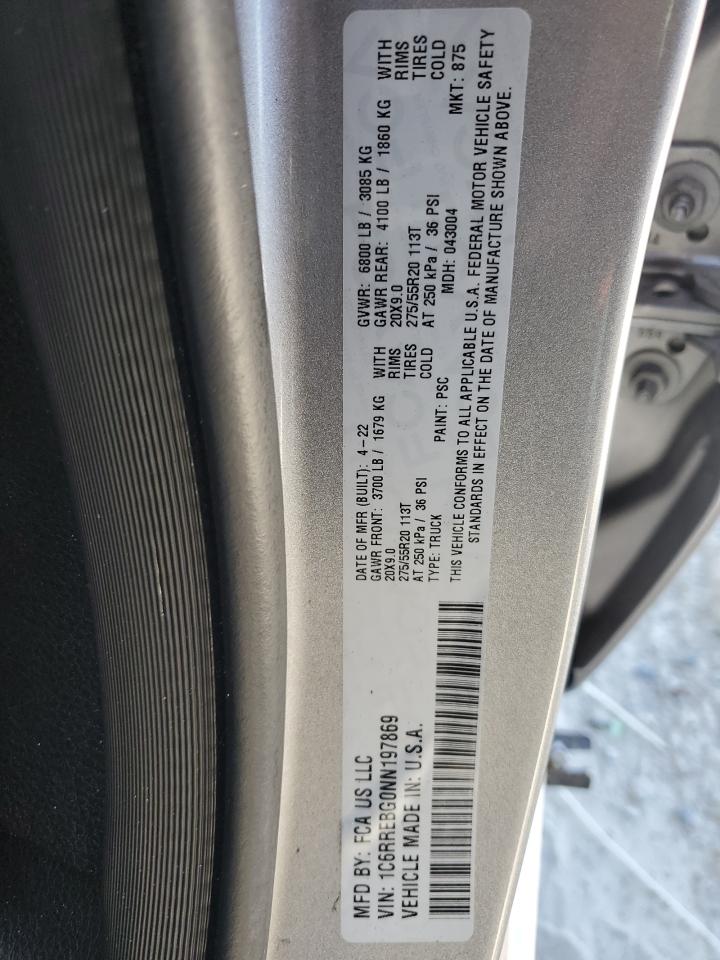 MFD BY: FCA US LLC
VIN: 1C6RREBG0NN197869
VEHICLE MADE IN: U.S.A.
DATE OF MFR (BUILT): 4-22 GVWR: 6800 LB / 3085 KG
GAWR FRONT: 3700 LB / 1679 KG WITH GAWR REAR: 4100 LB / 1860 KG WITH
20X9.0 RIMS 20X9.0 RIMS
275/55R20 113T TIRES 275/55R20 113T TIRES
AT 250 kPa / 36 PSI COLD AT 250 kPa / 36 PSI COLD
TYPE: TRUCK PAINT: PSC MDH: 043004 MKT: 875
THIS VEHICLE CONFORMS TO ALL APPLICABLE U.S.A. FEDERAL MOTOR VEHICLE SAFETY
STANDARDS IN EFFECT ON THE DATE OF MANUFACTURE SHOWN ABOVE.